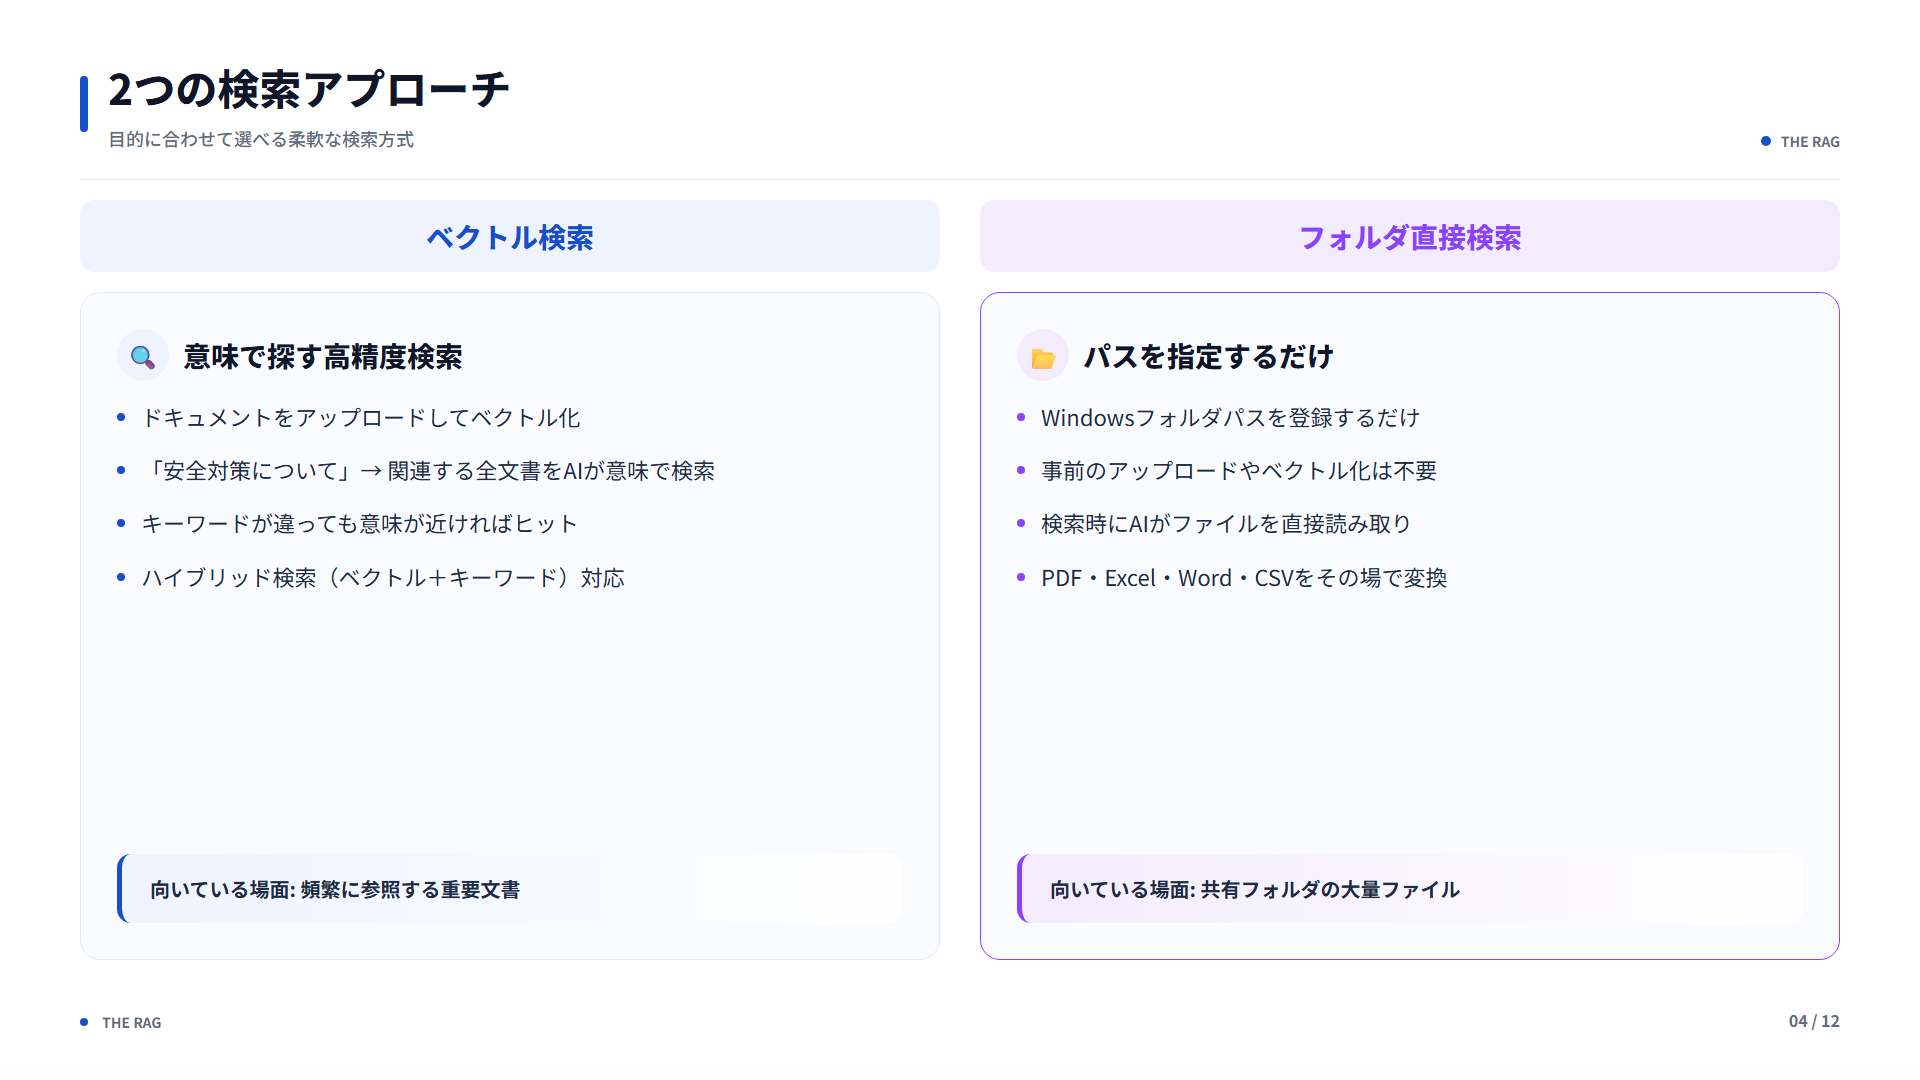 2つの検索アプローチ
目的に合わせて選べる柔軟な検索方式
THE RAG
ベクトル検索
意味で探す高精度検索
ドキュメントをアップロードしてベクトル化
「安全対策について」→ 関連する全文書をAIが意味で検索
キーワードが違っても意味が近ければヒット
ハイブリッド検索（ベクトル＋キーワード）対応
向いている場面: 頻繁に参照する重要文書
フォルダ直接検索
パスを指定するだけ
Windowsフォルダパスを登録するだけ
事前のアップロードやベクトル化は不要
検索時にAIがファイルを直接読み取り
PDF・Excel・Word・CSVをその場で変換
向いている場面: 共有フォルダの大量ファイル
THE RAG
04 / 12